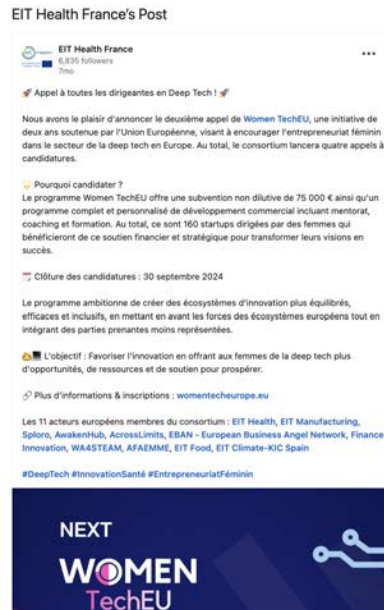 EIT Health France's Post
EIT Health France
6,835 followers
7mo
🚀 Appel à toutes les dirigeantes en Deep Tech ! 🚀
Nous avons le plaisir d'annoncer le deuxième appel de Women TechEU, une initiative de
deux ans soutenue par l'Union Européenne, visant à encourager l'entrepreneuriat féminin
dans le secteur de la deep tech en Europe. Au total, le consortium lancera quatre appels à
candidatures.
Pourquoi candidater ?
Le programme Women TechEU offre une subvention non dilutive de 75 000 € ainsi qu'un
programme complet et personnalisé de développement commercial incluant mentorat,
coaching et formation. Au total, ce sont 160 startups dirigées par des femmes qui
bénéficieront de ce soutien financier et stratégique pour transformer leurs visions en
succès.
Clôture des candidatures : 30 septembre 2024
Le programme ambitionne de créer des écosystèmes d'innovation plus équilibrés,
efficaces et inclusifs, en mettant en avant les forces des écosystèmes européens tout en
intégrant des parties prenantes moins représentées.
L'objectif : Favoriser l'innovation en offrant aux femmes de la deep tech plus
d'opportunités, de ressources et de soutien pour prospérer.
🔗 Plus d'informations & inscriptions : womentecheurope.eu
Les 11 acteurs européens membres du consortium : EIT Health, EIT Manufacturing,
Sploro, AwakenHub, AcrossLimits, EBAN - European Business Angel Network, Finance
Innovation, WA4STEAM, AFAEMME, EIT Food, EIT Climate-KIC Spain
#DeepTech #InnovationSanté #EntrepreneuriatFéminin
NEXT
WOMEN
TechEU